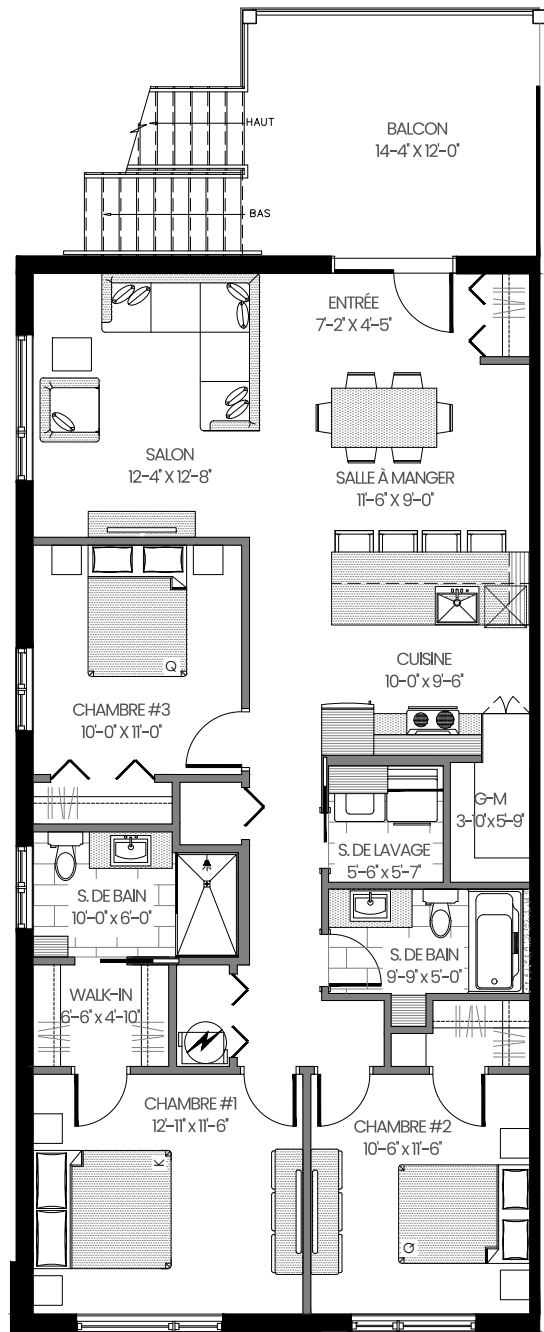 HAUT
BALCON
14'-4" X 12'-0"
BAS
ENTRÉE
7'-2" X 4'-5"
SALON
12'-4" X 12'-8"
SALLE À MANGER
11'-6" X 9'-0"
CUISINE
10'-0" x 9'-6"
CHAMBRE #3
10'-0" X 11'-0"
Q
G-M
3'-10" x 5'-9"
S. DE LAVAGE
5'-6" x 5'-7"
S. DE BAIN
10'-0" x 6'-0"
S. DE BAIN
9'-9" x 5'-0"
WALK-IN
6'-6" x 4'-10"
CHAMBRE #1
12'-11" x 11'-6"
K
CHAMBRE #2
10'-6" x 11'-6"
Q